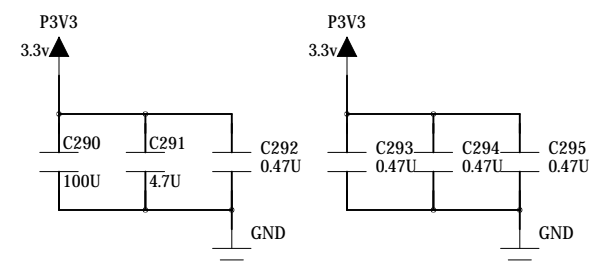 P3V3
P3V3
3.3v
3.3v
C290
C291
C292
C293
C294
C295
100U
4.7U
0.47U
0.47U
0.47U
0.47U
GND
GND